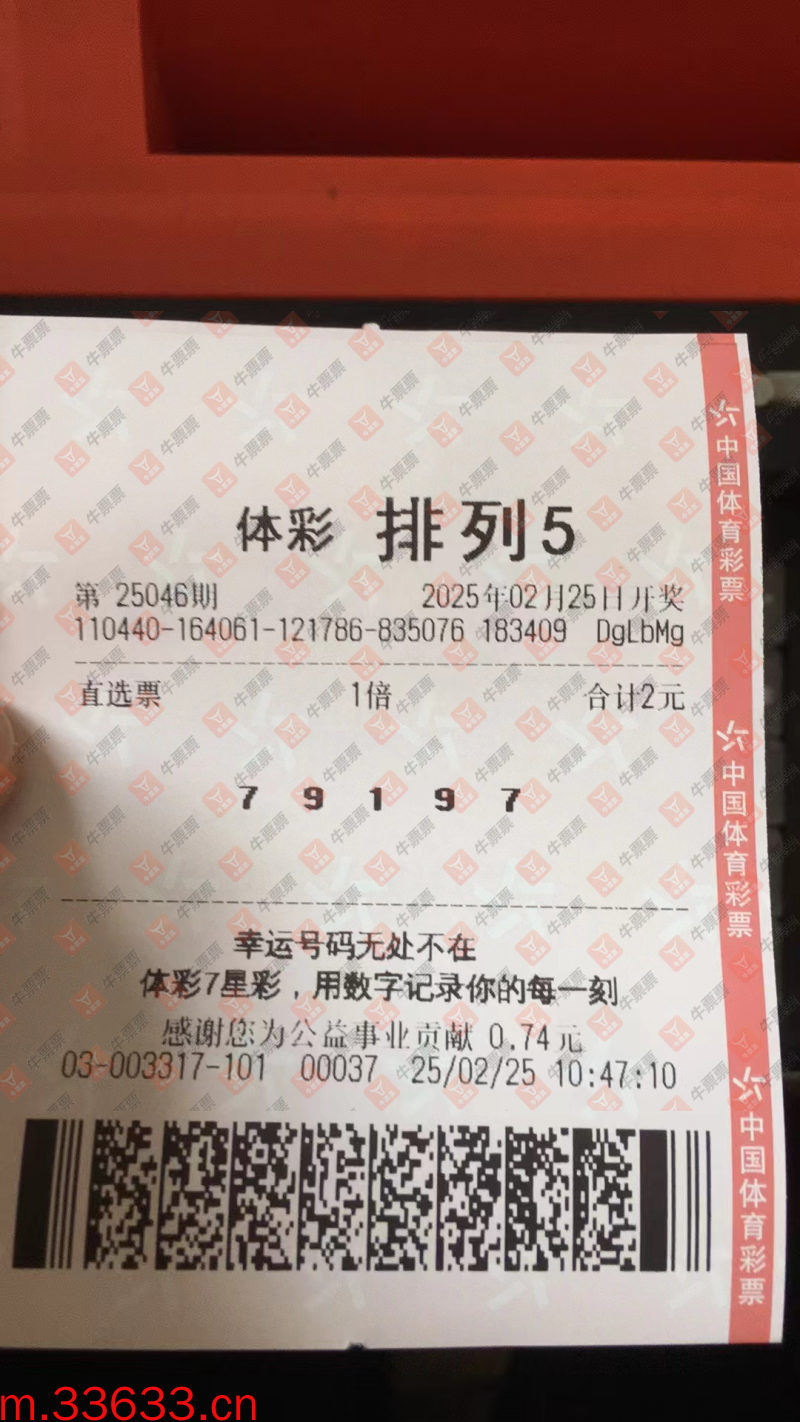 体彩 排列5
第 25046期 2025年02月25日开奖
110440-164061-121786-835076 183409 DgLbMg
直选票 1倍 合计2元
7 9 1 9 7
幸运号码无处不在
体彩7星彩，用数字记录你的每一刻
感谢您为公益事业贡献 0.74元
03-003317-101 00037 25/02/25 10:47:10
中国体育彩票
中国体育彩票
中国体育彩票
牛票票
m.33633.cn